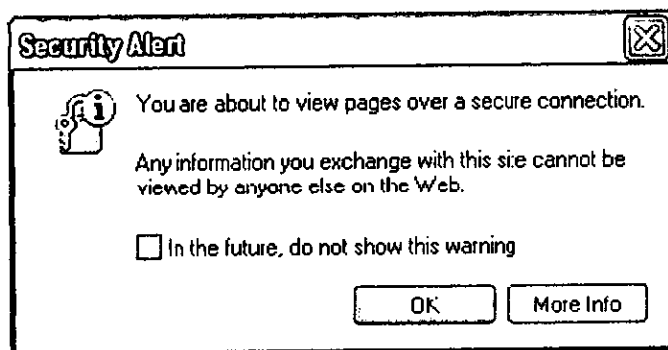 Security Alert
You are about to view pages over a secure connection.
Any information you exchange with this site cannot be
viewed by anyone else on the Web.
In the future, do not show this warning
OK
More Info